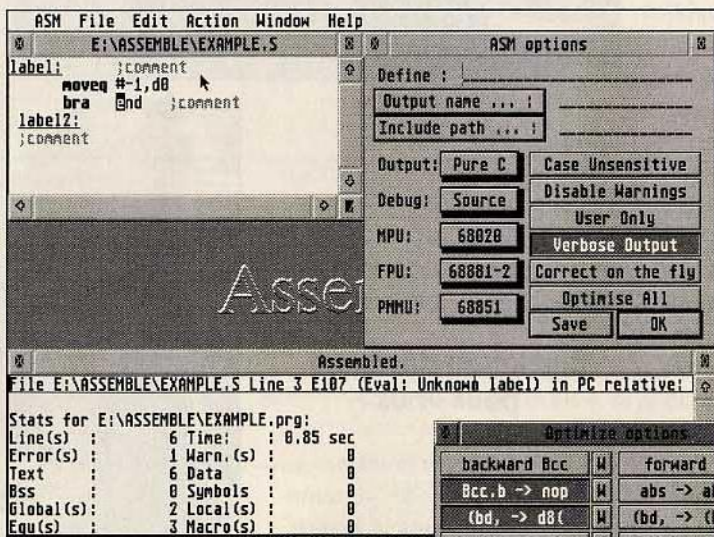 ASM File Edit Action Window Help
E:\ASSEMBLE\EXAMPLE.S
label: ;comment
moveq #-1,d0
bra end ;comment
label2:
;comment
ASM options
Define :
Output name ... :
Include path ... :
Output: Pure C
Debug: Source
MPU: 68020
FPU: 68881-2
PMMU: 68851
Case Unsensitive
Disable Warnings
User Only
Verbose Output
Correct on the fly
Optimise All
Save OK
Assem
Assembled.
File E:\ASSEMBLE\EXAMPLE.S Line 3 E107 (Eval: Unknown label) in PC relative:
Stats for E:\ASSEMBLE\EXAMPLE.prg:
Line(s) : 6 Time: : 0.85 sec
Error(s) : 1 Warn.(s) : 0
Text : 6 Data : 0
Bss : 0 Symbols : 0
Global(s): 2 Local(s) : 0
Equ(s) : 3 Macro(s) : 0
Optimize options
backward Bcc W forward
Bcc.b -> nop W abs -> a
(bd, -> d8( W (bd, -> (